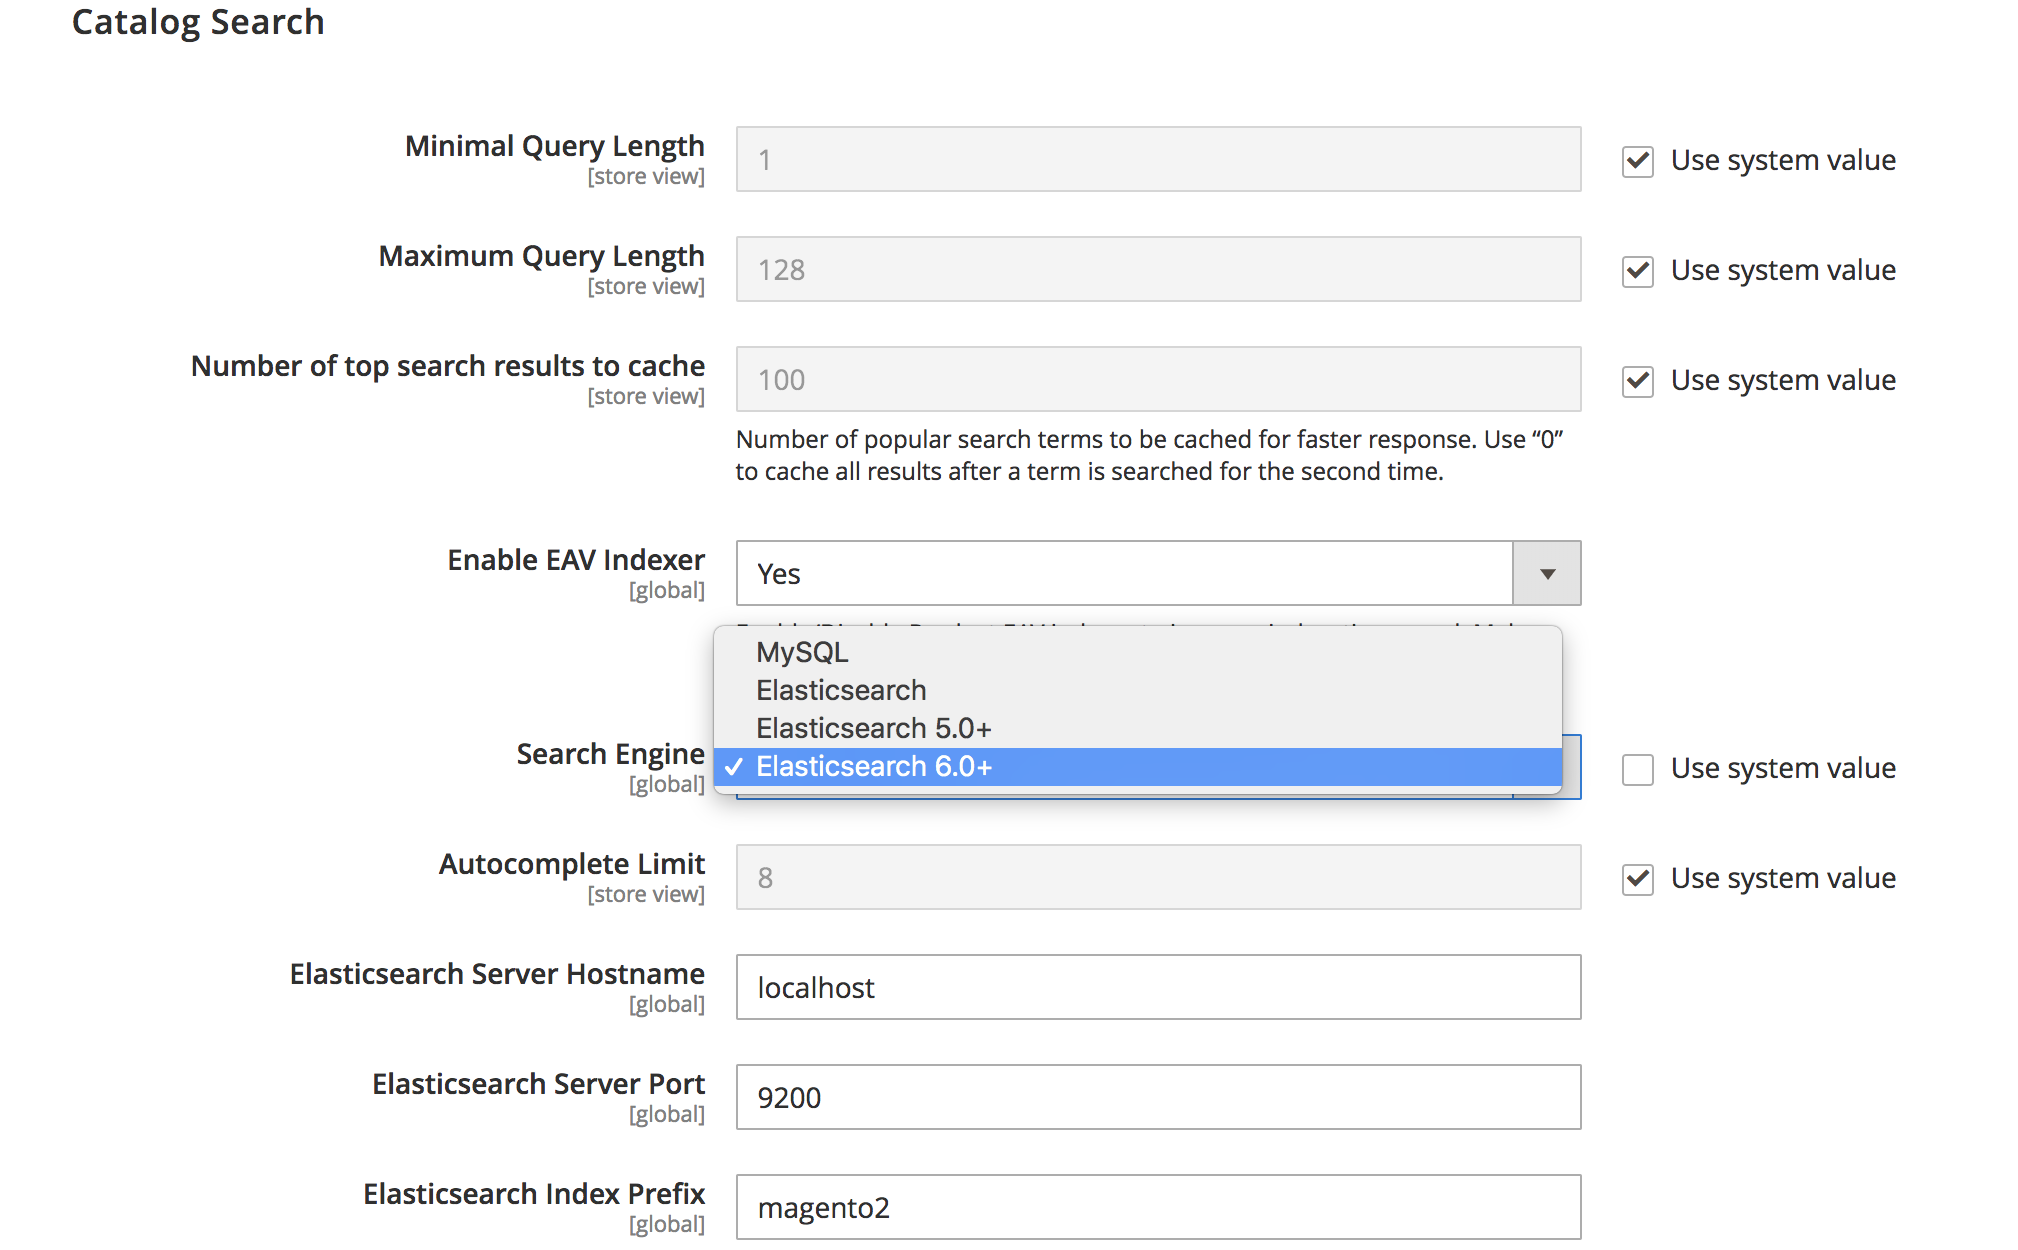 Catalog Search
Minimal Query Length
[store view]
1
Use system value
Maximum Query Length
[store view]
128
Use system value
Number of top search results to cache
[store view]
100
Use system value
Number of popular search terms to be cached for faster response. Use “0”
to cache all results after a term is searched for the second time.
Enable EAV Indexer
[global]
Yes
MySQL
Elasticsearch
Elasticsearch 5.0+
Search Engine
[global]
✓ Elasticsearch 6.0+
Use system value
Autocomplete Limit
[store view]
8
Use system value
Elasticsearch Server Hostname
[global]
localhost
Elasticsearch Server Port
[global]
9200
Elasticsearch Index Prefix
[global]
magento2